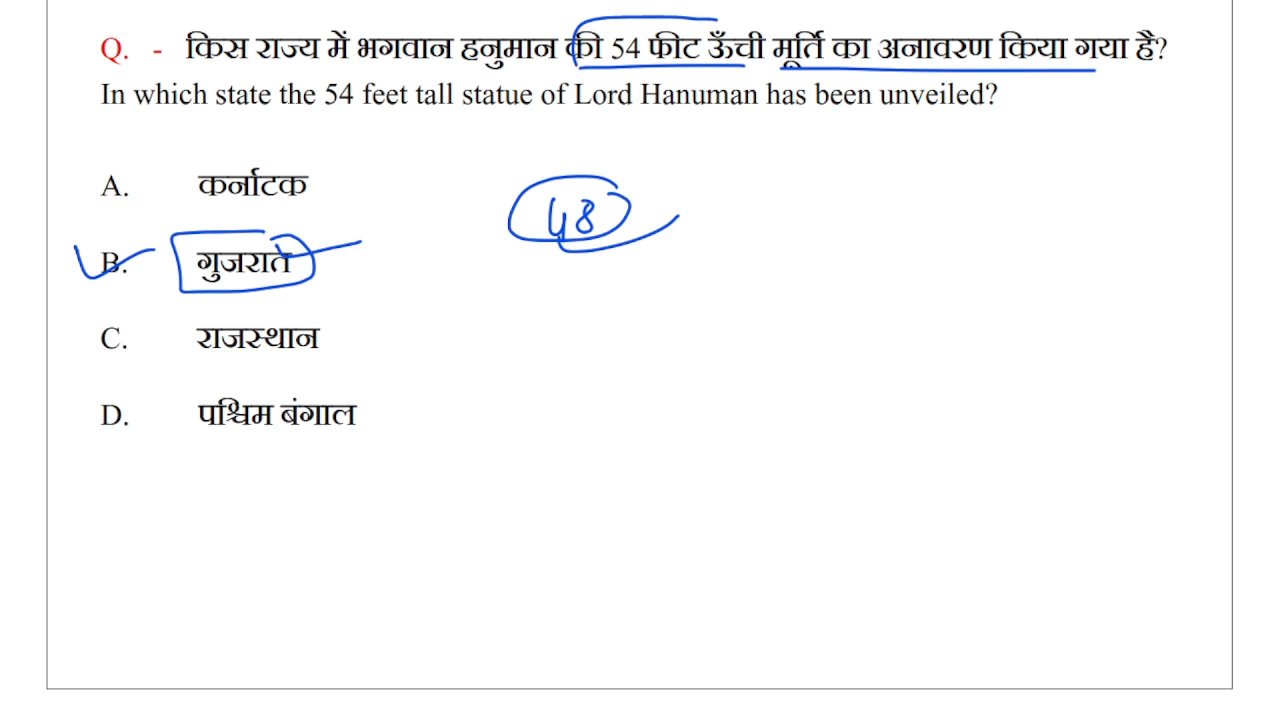 Q. - किस राज्य में भगवान हनुमान की 54 फीट ऊँची मूर्ति का अनावरण किया गया है?
In which state the 54 feet tall statue of Lord Hanuman has been unveiled?
A. कर्नाटक
48
B. गुजरात
C. राजस्थान
D. पश्चिम बंगाल